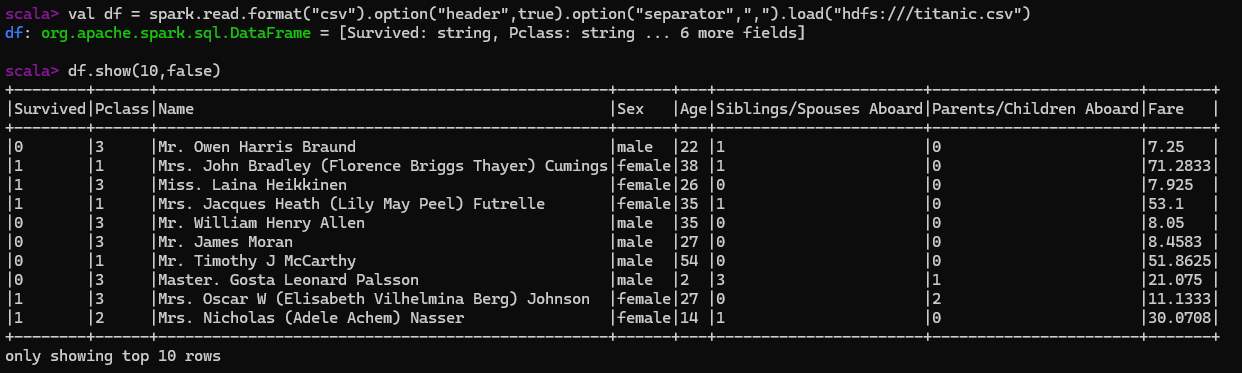 scala> val df = spark.read.format("csv").option("header",true).option("separator",",").load("hdfs:///titanic.csv")
df: org.apache.spark.sql.DataFrame = [Survived: string, Pclass: string ... 6 more fields]
scala> df.show(10,false)
+--------+------+--------------------------------------------------+------+---+-----------------------+-----------------------+-------+
|Survived|Pclass|Name                                              |Sex   |Age|Siblings/Spouses Aboard|Parents/Children Aboard|Fare   |
+--------+------+--------------------------------------------------+------+---+-----------------------+-----------------------+-------+
|0       |3     |Mr. Owen Harris Braund                            |male  |22 |1                      |0                      |7.25   |
|1       |1     |Mrs. John Bradley (Florence Briggs Thayer) Cumings|female|38 |1                      |0                      |71.2833|
|1       |3     |Miss. Laina Heikkinen                             |female|26 |0                      |0                      |7.925  |
|1       |1     |Mrs. Jacques Heath (Lily May Peel) Futrelle       |female|35 |1                      |0                      |53.1   |
|0       |3     |Mr. William Henry Allen                           |male  |35 |0                      |0                      |8.05   |
|0       |3     |Mr. James Moran                                   |male  |27 |0                      |0                      |8.4583 |
|0       |1     |Mr. Timothy J McCarthy                            |male  |54 |0                      |0                      |51.8625|
|0       |3     |Master. Gosta Leonard Palsson                     |male  |2  |3                      |1                      |21.075 |
|1       |3     |Mrs. Oscar W (Elisabeth Vilhelmina Berg) Johnson  |female|27 |0                      |2                      |11.1333|
|1       |2     |Mrs. Nicholas (Adele Achem) Nasser                |female|14 |1                      |0                      |30.0708|
+--------+------+--------------------------------------------------+------+---+-----------------------+-----------------------+-------+
only showing top 10 rows